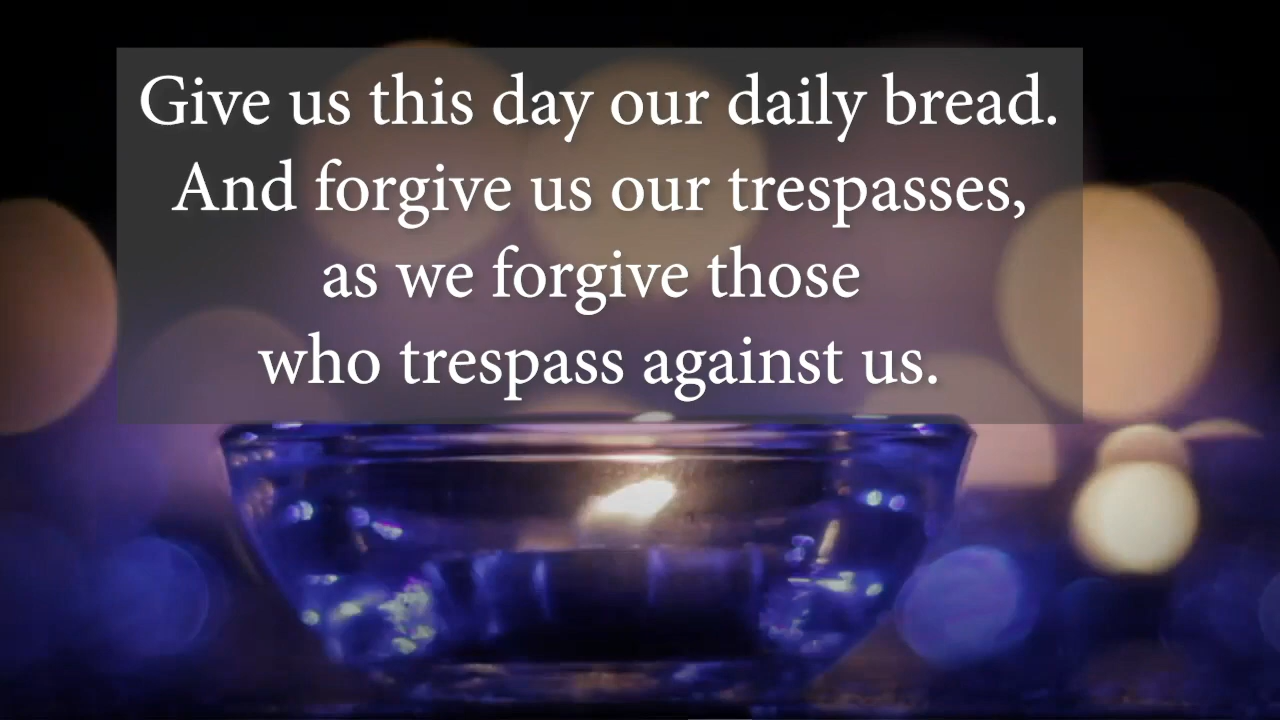 Give us this day our daily bread.
And forgive us our trespasses,
as we forgive those
who trespass against us.